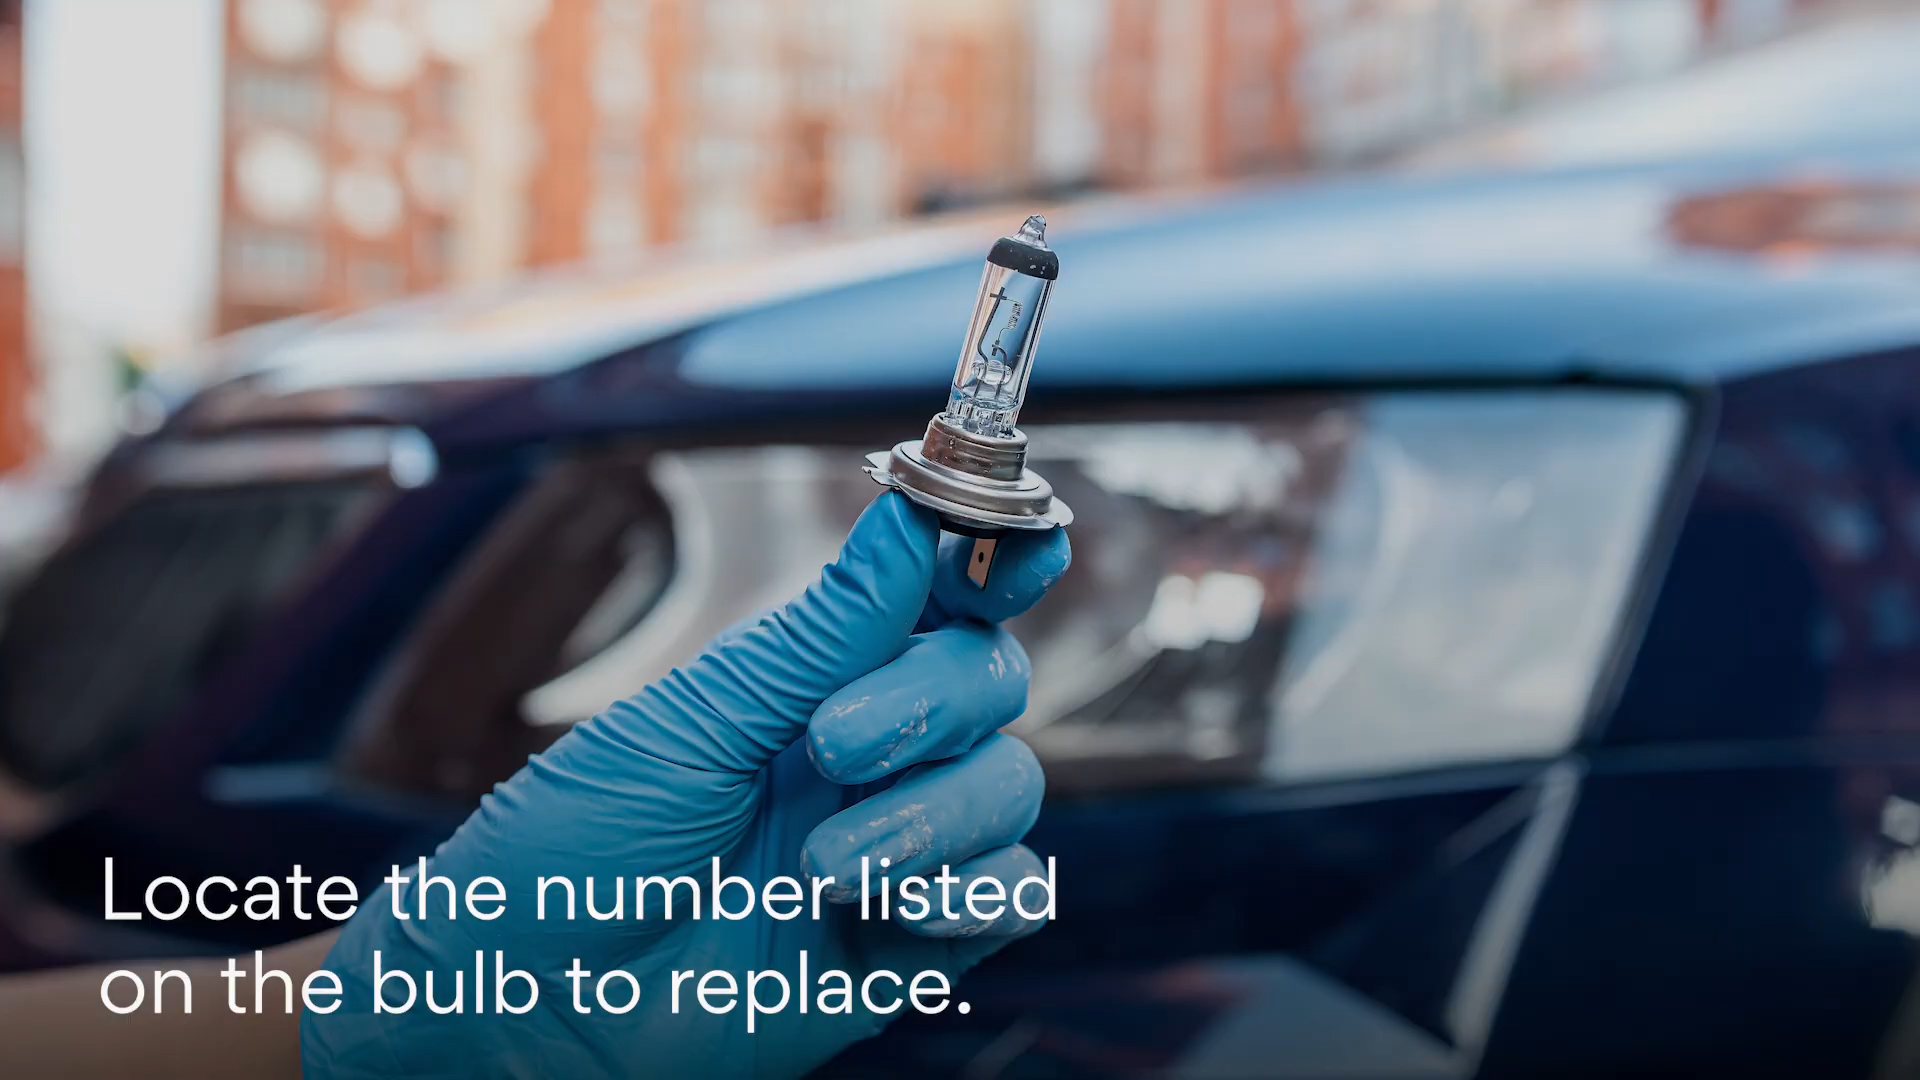 Locate the number listed
on the bulb to replace.